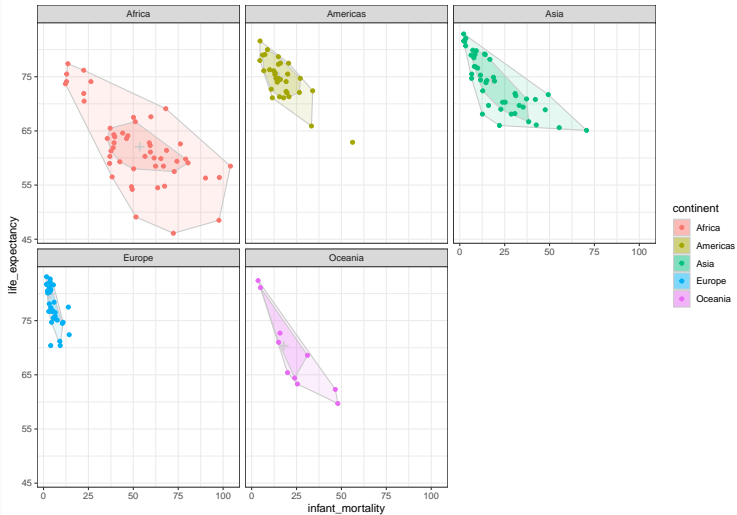 Africa
Americas
Asia
75
65
55
45
0 25 50 75 100
Europe
Oceania
75
65
55
45
0 25 50 75 100
0 25 50 75 100
infant_mortality
life_expectancy
continent
Africa
Americas
Asia
Europe
Oceania